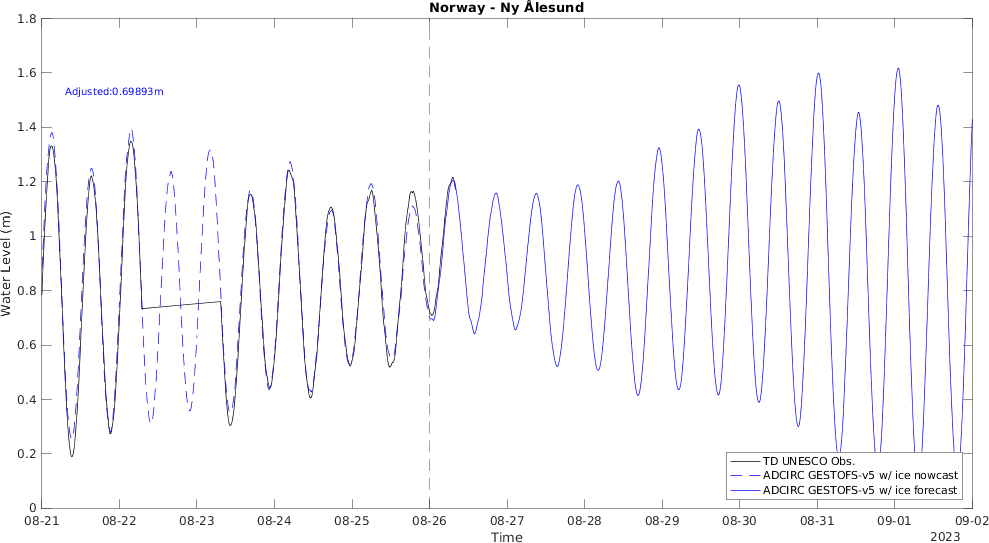 Norway - Ny Ålesund
1.8
1.6
1.4
1.2
1
0.8
0.6
0.4
0.2
0
Water Level (m)
Adjusted:0.69893m
TD UNESCO Obs.
ADCIRC GESTOFS-v5 w/ ice nowcast
ADCIRC GESTOFS-v5 w/ ice forecast
08-21 08-22 08-23 08-24 08-25 08-26 08-27 08-28 08-29 08-30 08-31 09-01 09-02
Time
2023